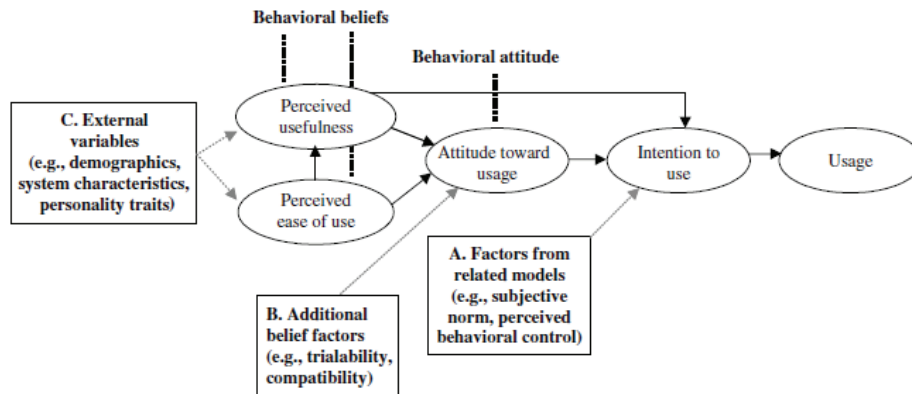 Behavioral beliefs
Behavioral attitude
Perceived
usefulness
C. External
variables
(e.g., demographics,
system characteristics,
personality traits)
Attitude toward
usage
Intention to
use
Usage
Perceived
ease of use
A. Factors from
related models
(e.g., subjective
norm, perceived
behavioral control)
B. Additional
belief factors
(e.g., trialability,
compatibility)